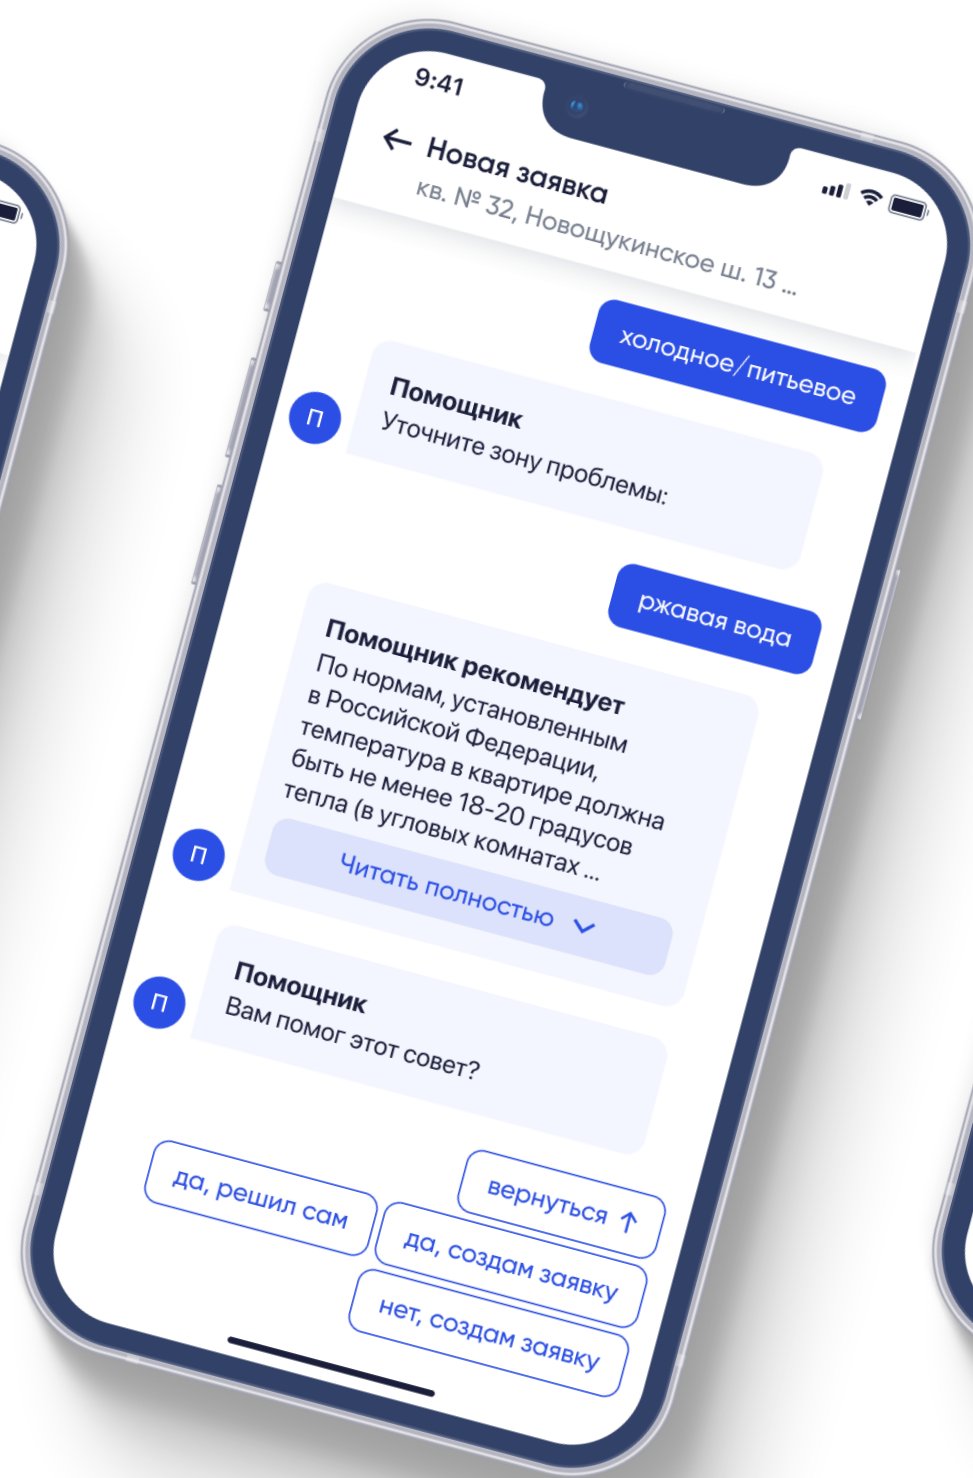 9:41
← Новая заявка
кв. № 32, Новощукинское ш. 13 ...
холодное/питьевое
П
Помощник
Уточните зону проблемы:
ржавая вода
Помощник рекомендует
По нормам, установленным
в Российской Федерации,
температура в квартире должна
быть не менее 18-20 градусов
тепла (в угловых комнатах ...
Читать полностью
П
Помощник
Вам помог этот совет?
П
вернуться ↑
да, решил сам
да, создам заявку
нет, создам заявку